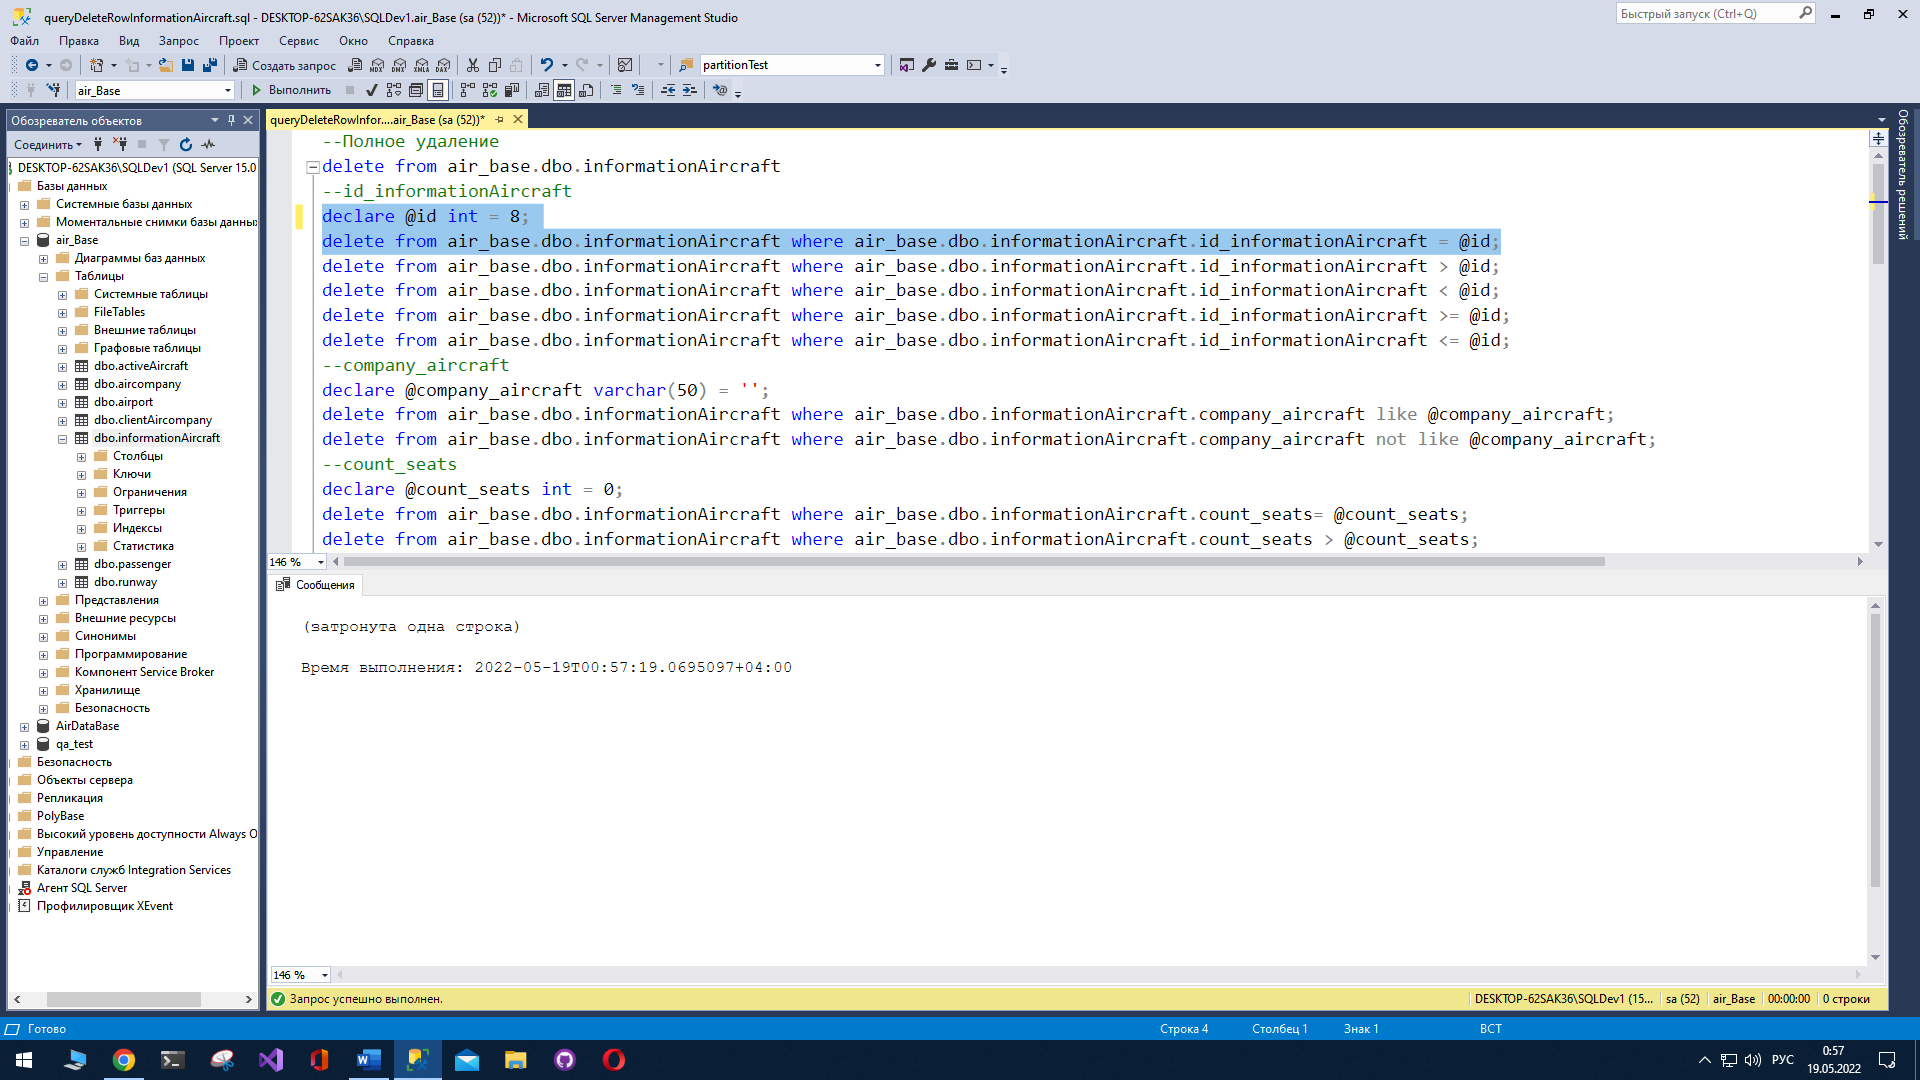 queryDeleteRowInformationAircraft.sql - DESKTOP-62SAK36\SQLDev1.air_Base (sa (52))* - Microsoft SQL Server Management Studio
Быстрый запуск (Ctrl+Q)
Файл Правка Вид Запрос Проект Сервис Окно Справка
Создать запрос MDX DMX XMLA DAX partitionTest
air_Base Выполнить
Обозреватель объектов
Соединить
DESKTOP-62SAK36\SQLDev1 (SQL Server 15.0
Базы данных
Системные базы данных
Моментальные снимки базы данных
air_Base
Диаграммы баз данных
Таблицы
Системные таблицы
FileTables
Внешние таблицы
Графовые таблицы
dbo.activeAircraft
dbo.aircompany
dbo.airport
dbo.clientAircompany
dbo.informationAircraft
Столбцы
Ключи
Ограничения
Триггеры
Индексы
Статистика
dbo.passenger
dbo.runway
Представления
Внешние ресурсы
Синонимы
Программирование
Компонент Service Broker
Хранилище
Безопасность
AirDataBase
qa_test
Безопасность
Объекты сервера
Репликация
PolyBase
Высокий уровень доступности Always O
Управление
Каталоги служб Integration Services
Агент SQL Server
Профилировщик XEvent
queryDeleteRowInfor....air_Base (sa (52))*
--Полное удаление
delete from air_base.dbo.informationAircraft
--id_informationAircraft
declare @id int = 8;
delete from air_base.dbo.informationAircraft where air_base.dbo.informationAircraft.id_informationAircraft = @id;
delete from air_base.dbo.informationAircraft where air_base.dbo.informationAircraft.id_informationAircraft > @id;
delete from air_base.dbo.informationAircraft where air_base.dbo.informationAircraft.id_informationAircraft < @id;
delete from air_base.dbo.informationAircraft where air_base.dbo.informationAircraft.id_informationAircraft >= @id;
delete from air_base.dbo.informationAircraft where air_base.dbo.informationAircraft.id_informationAircraft <= @id;
--company_aircraft
declare @company_aircraft varchar(50) = '';
delete from air_base.dbo.informationAircraft where air_base.dbo.informationAircraft.company_aircraft like @company_aircraft;
delete from air_base.dbo.informationAircraft where air_base.dbo.informationAircraft.company_aircraft not like @company_aircraft;
--count_seats
declare @count_seats int = 0;
delete from air_base.dbo.informationAircraft where air_base.dbo.informationAircraft.count_seats= @count_seats;
delete from air_base.dbo.informationAircraft where air_base.dbo.informationAircraft.count_seats > @count_seats;
146 %
Сообщения
(затронута одна строка)
Время выполнения: 2022-05-19T00:57:19.0695097+04:00
146 %
Запрос успешно выполнен.
DESKTOP-62SAK36\SQLDev1 (15... sa (52) air_Base 00:00:00 0 строки
Обозреватель решений
Готово Строка 4 Столбец 1 Знак 1 ВСТ
РУС 0:57
19.05.2022